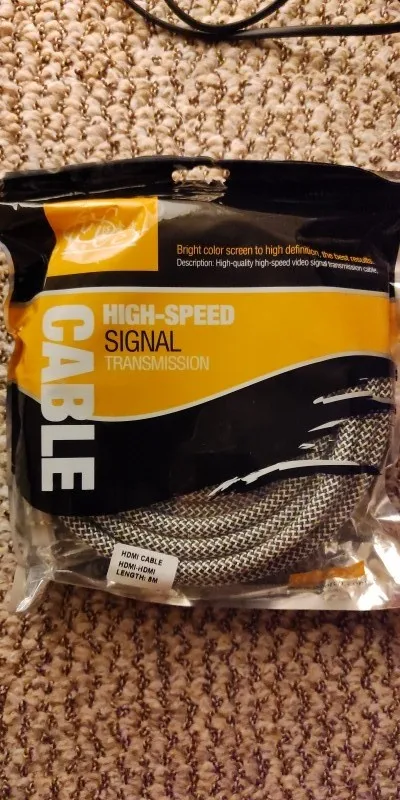 Bright color screen to high definition, the best results.
Description: High-quality high-speed video signal transmission cable.
HIGH-SPEED
SIGNAL
TRANSMISSION
CABLE
HDMI CABLE
HDMI-HDMI
LENGTH: 8M